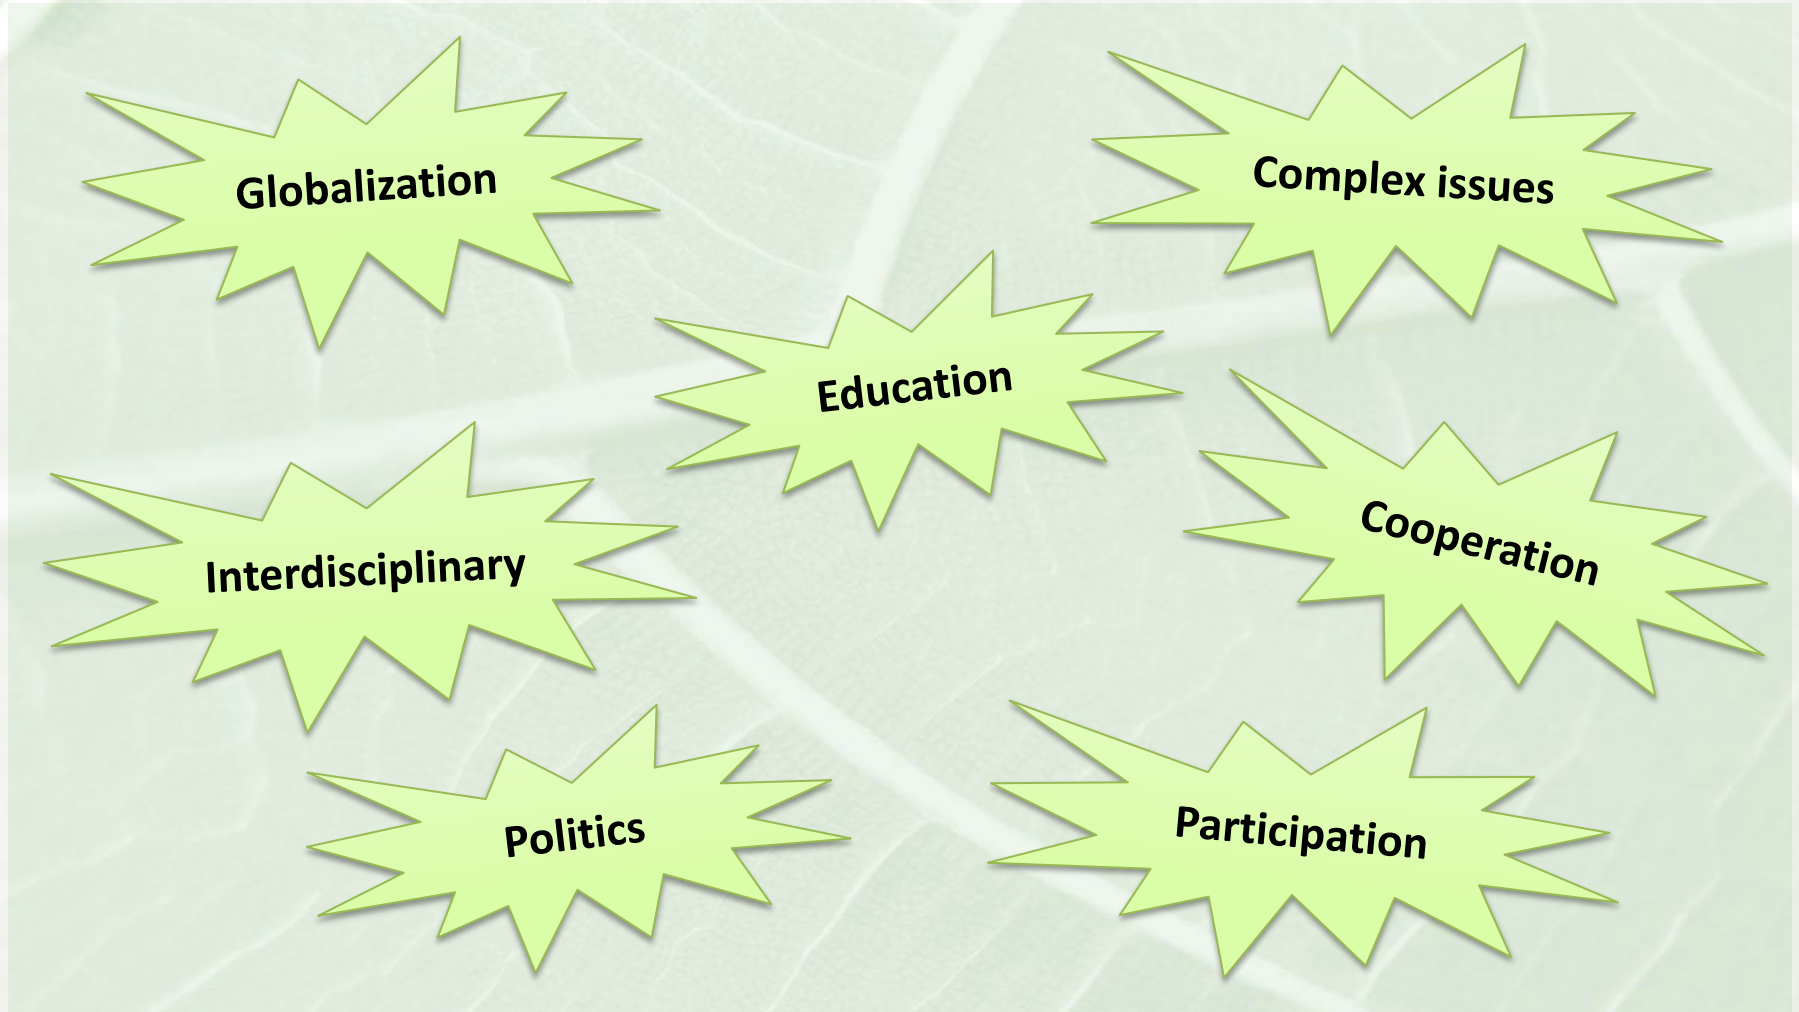 Globalization
Complex issues
Education
Cooperation
Interdisciplinary
Politics
Participation